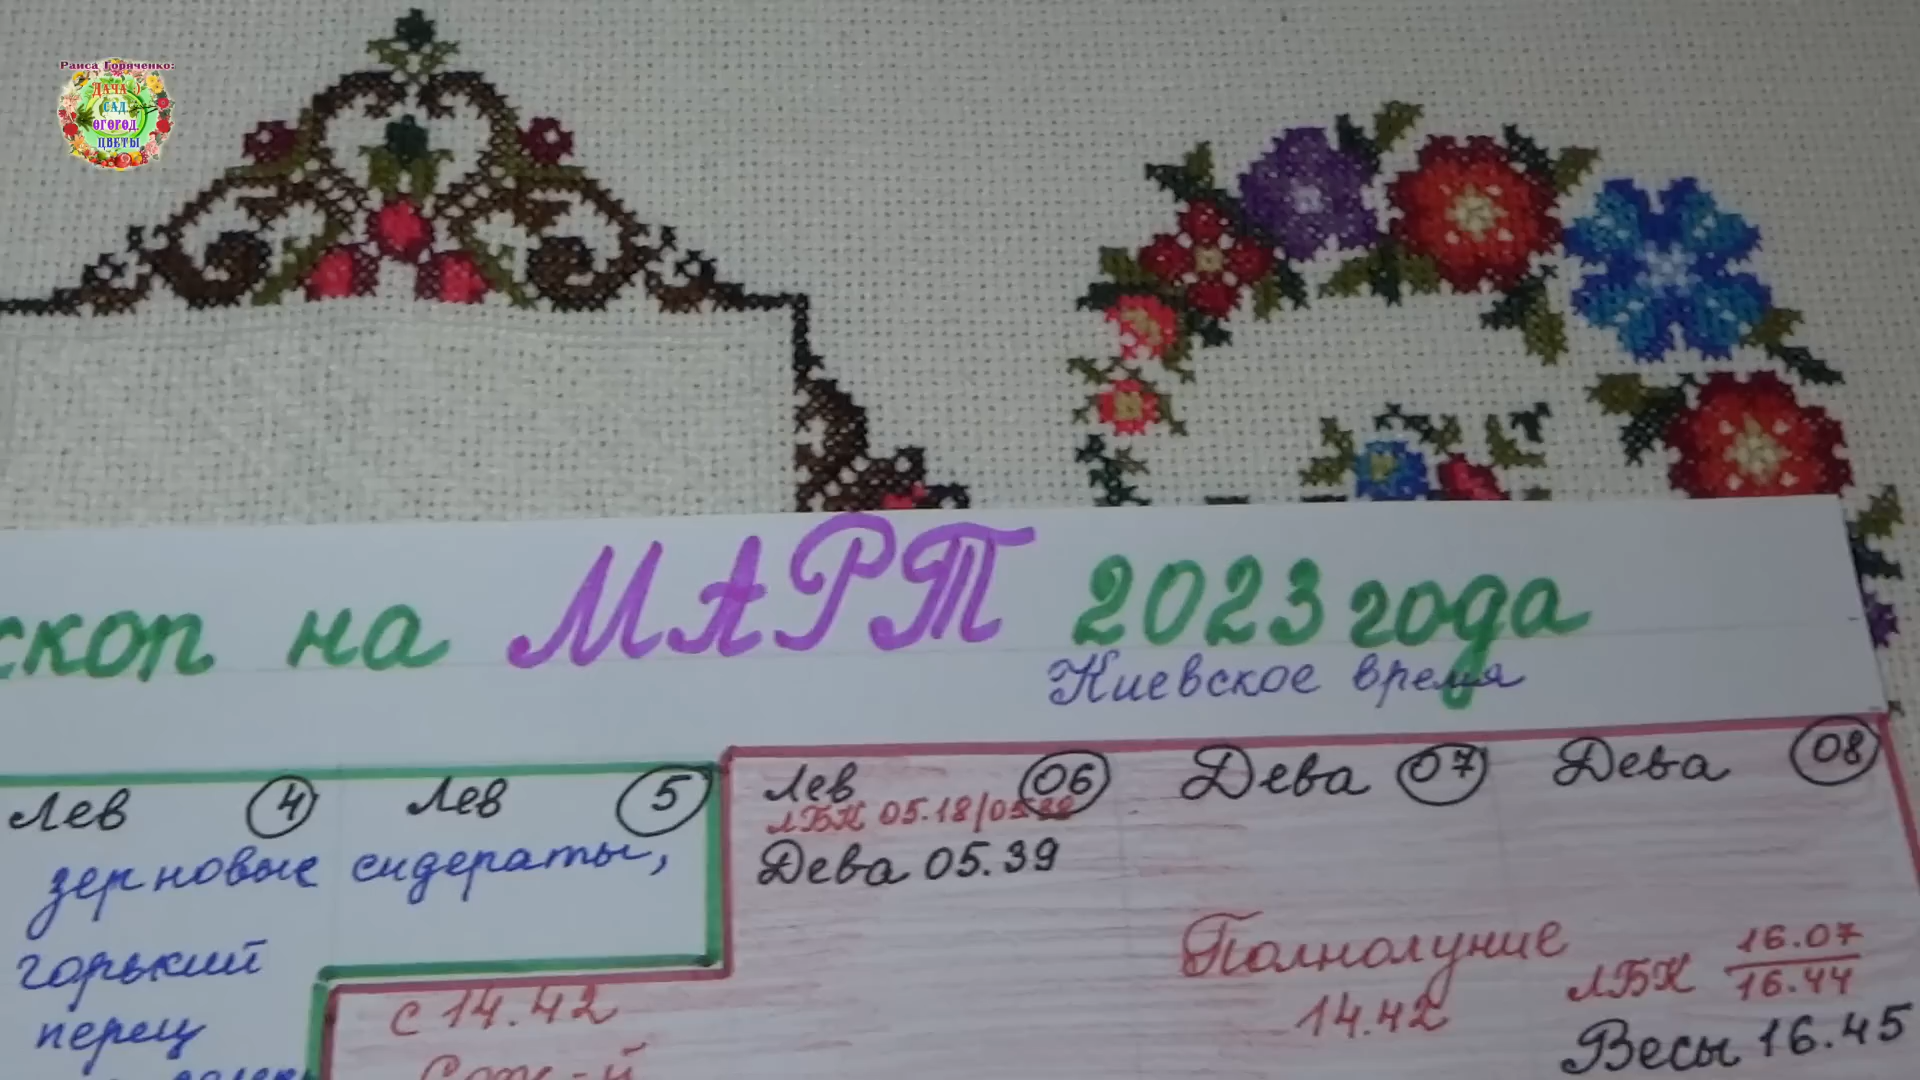 Раиса Горяченко:
ДАЧА
САД
ОГОРОД
ЦВЕТЫ
скоп на МАРТ 2023 года
Киевское время
Лев 4 Лев 5 Лев 06 Дева 07 Дева 08
ЛБК 05.18/05.38
зерновые сидераты,
Дева 05.39
горький
Полнолуние
14.42
ЛБК 16.07
16.44
перец
с 14.42
Весы 16.45